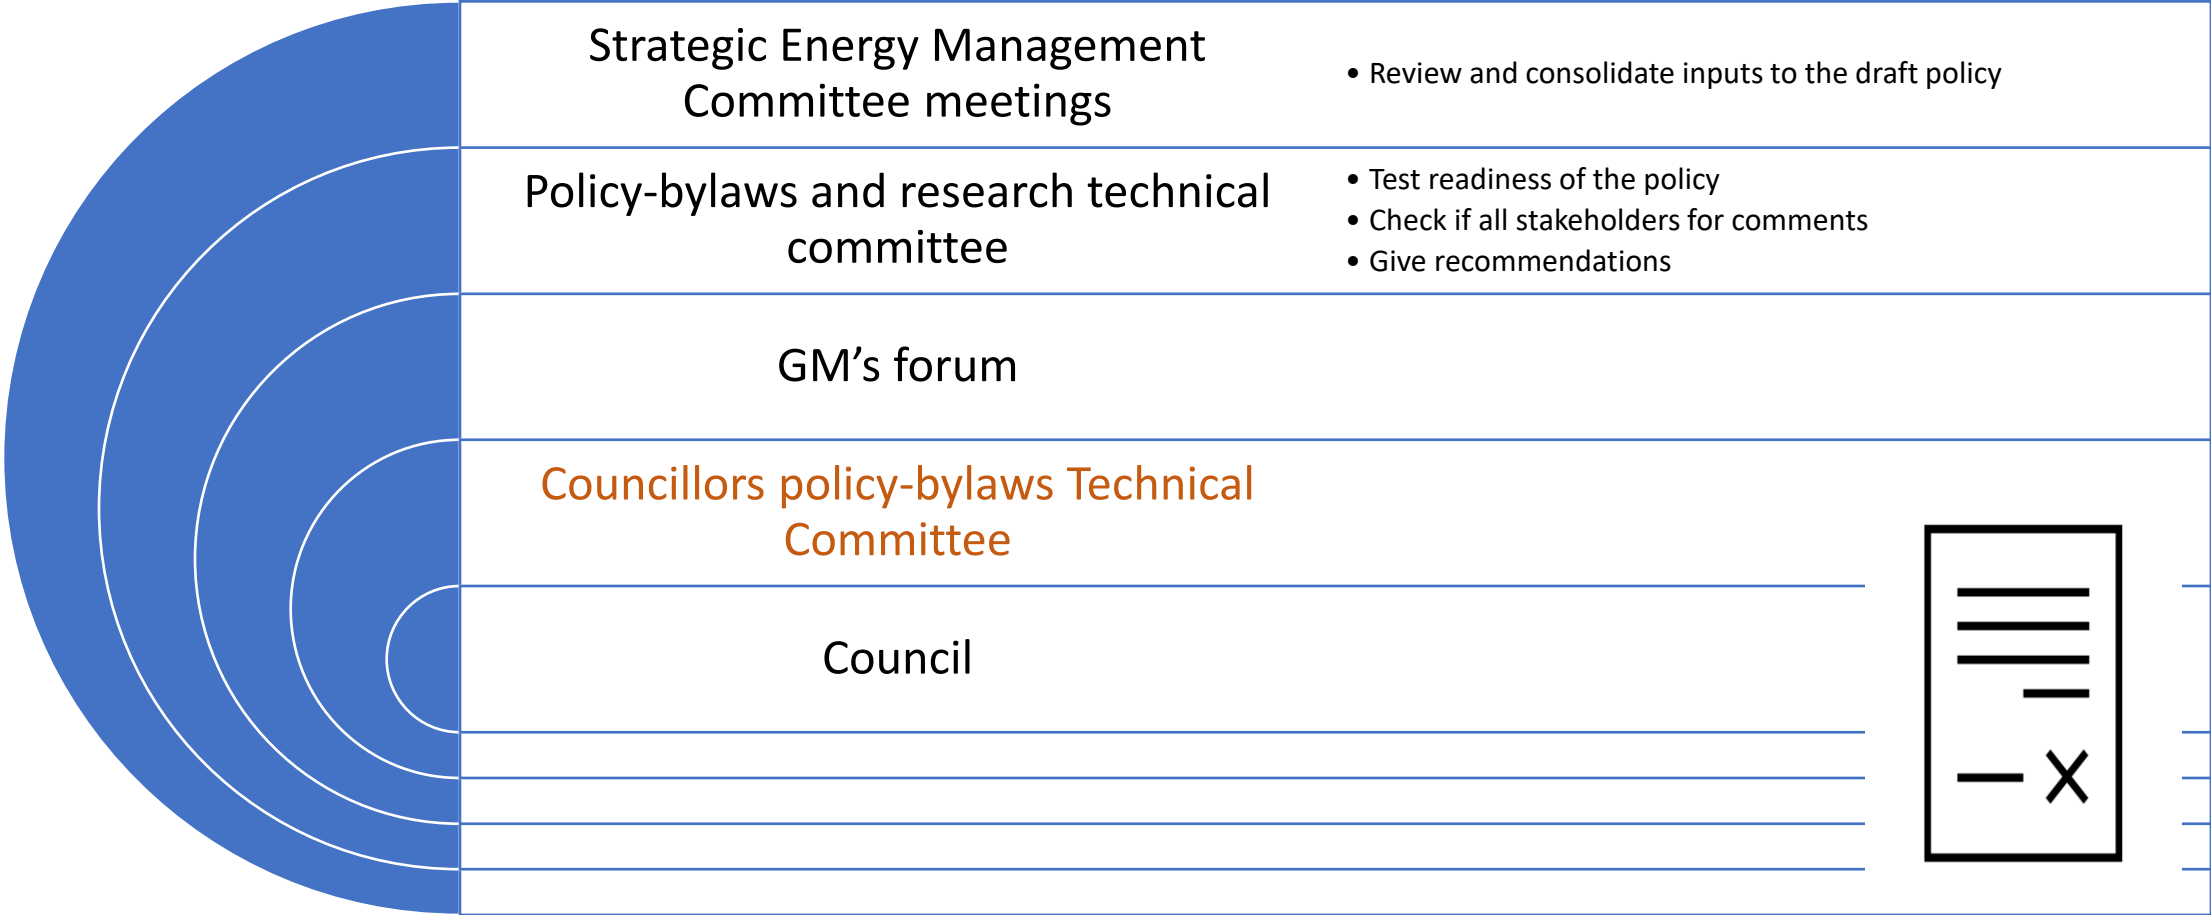 Strategic Energy Management
Committee meetings
• Review and consolidate inputs to the draft policy
Policy-bylaws and research technical
committee
• Test readiness of the policy
• Check if all stakeholders for comments
• Give recommendations
GM’s forum
Councillors policy-bylaws Technical
Committee
Council